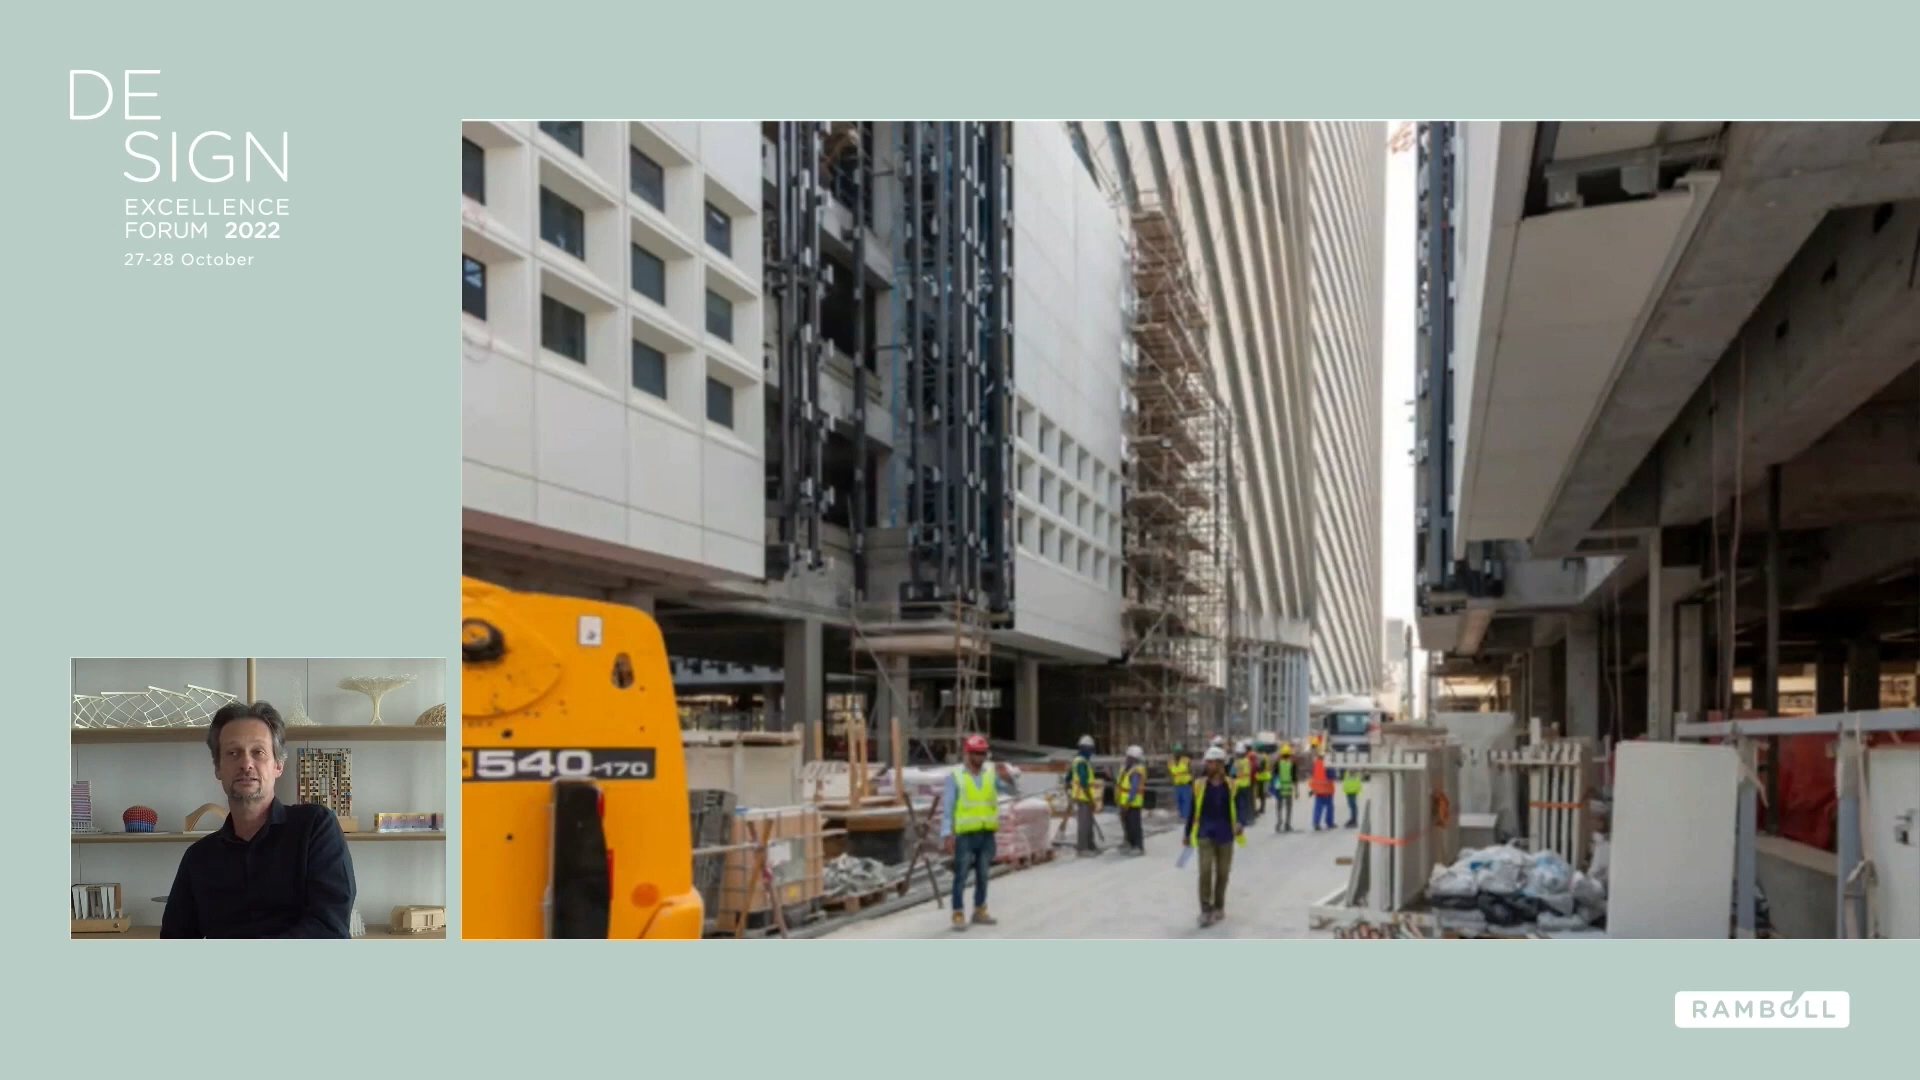 DE
SIGN
EXCELLENCE
FORUM 2022
27-28 October
540-170
RAMBOLL